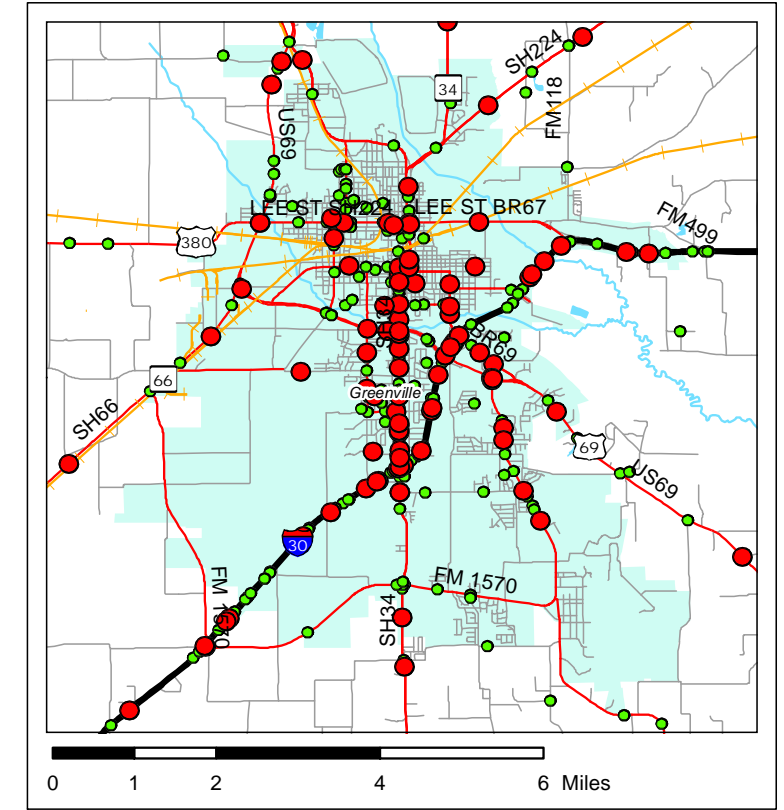 SH224
34
FM118
US69
LEE ST SH224
LEE ST BR67
FM499
380
BR69
66
Greenville
SH66
69
US69
30
FM 1570
FM 1570
SH34
0 1 2 4 6 Miles